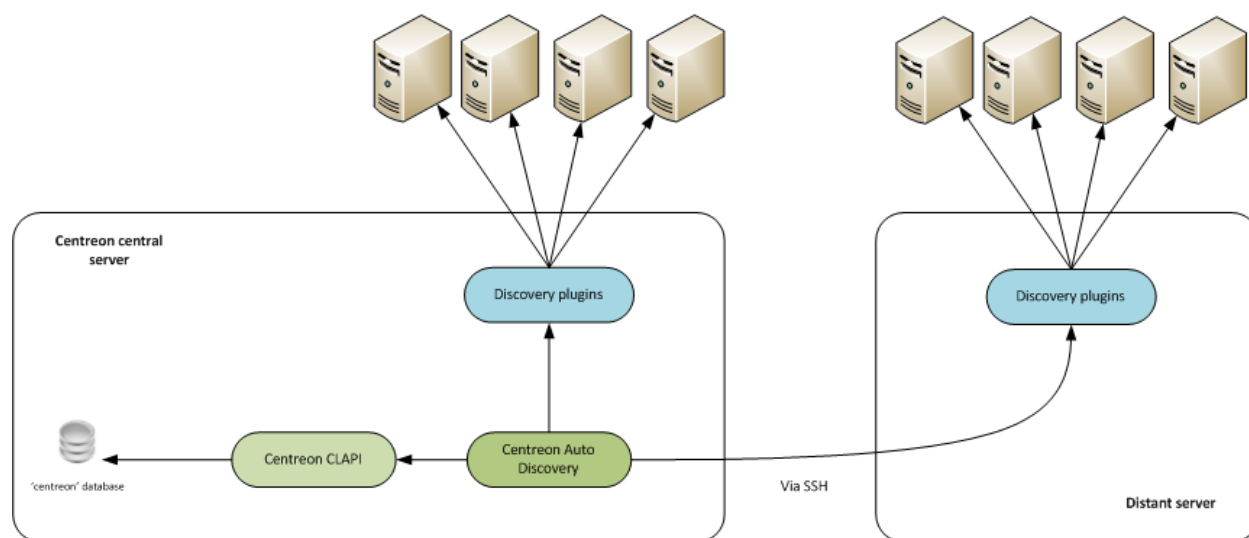 Centreon central
server
Discovery plugins
Discovery plugins
Centreon CLAPI
Centreon Auto
Discovery
'centreon' database
Via SSH
Distant server